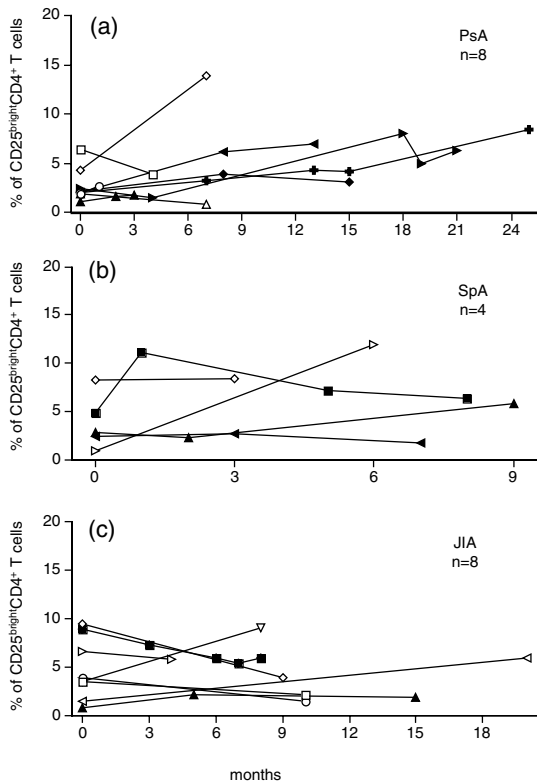 (a)
PsA
n=8
% of CD25brightCD4+ T cells
20
15
10
5
0
0 3 6 9 12 15 18 21 24
(b)
SpA
n=4
% of CD25brightCD4+ T cells
20
15
10
5
0
0 3 6 9
(c)
JIA
n=8
% of CD25brightCD4+ T cells
20
15
10
5
0
0 3 6 9 12 15 18
months